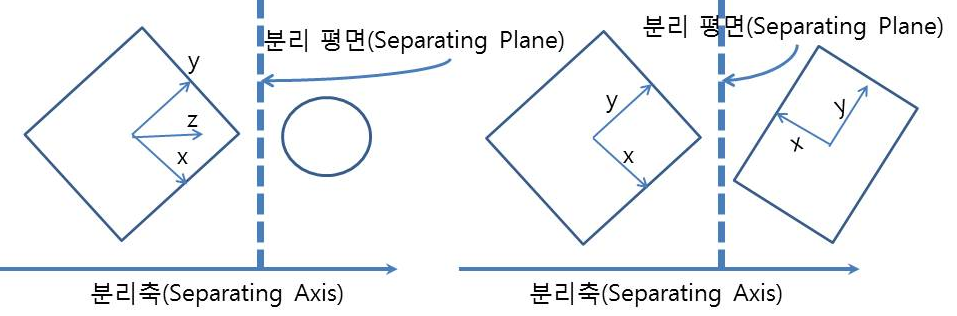 분리 평면(Separating Plane)
y
z
x
분리축(Separating Axis)
분리 평면(Separating Plane)
y
x
y
x
분리축(Separating Axis)